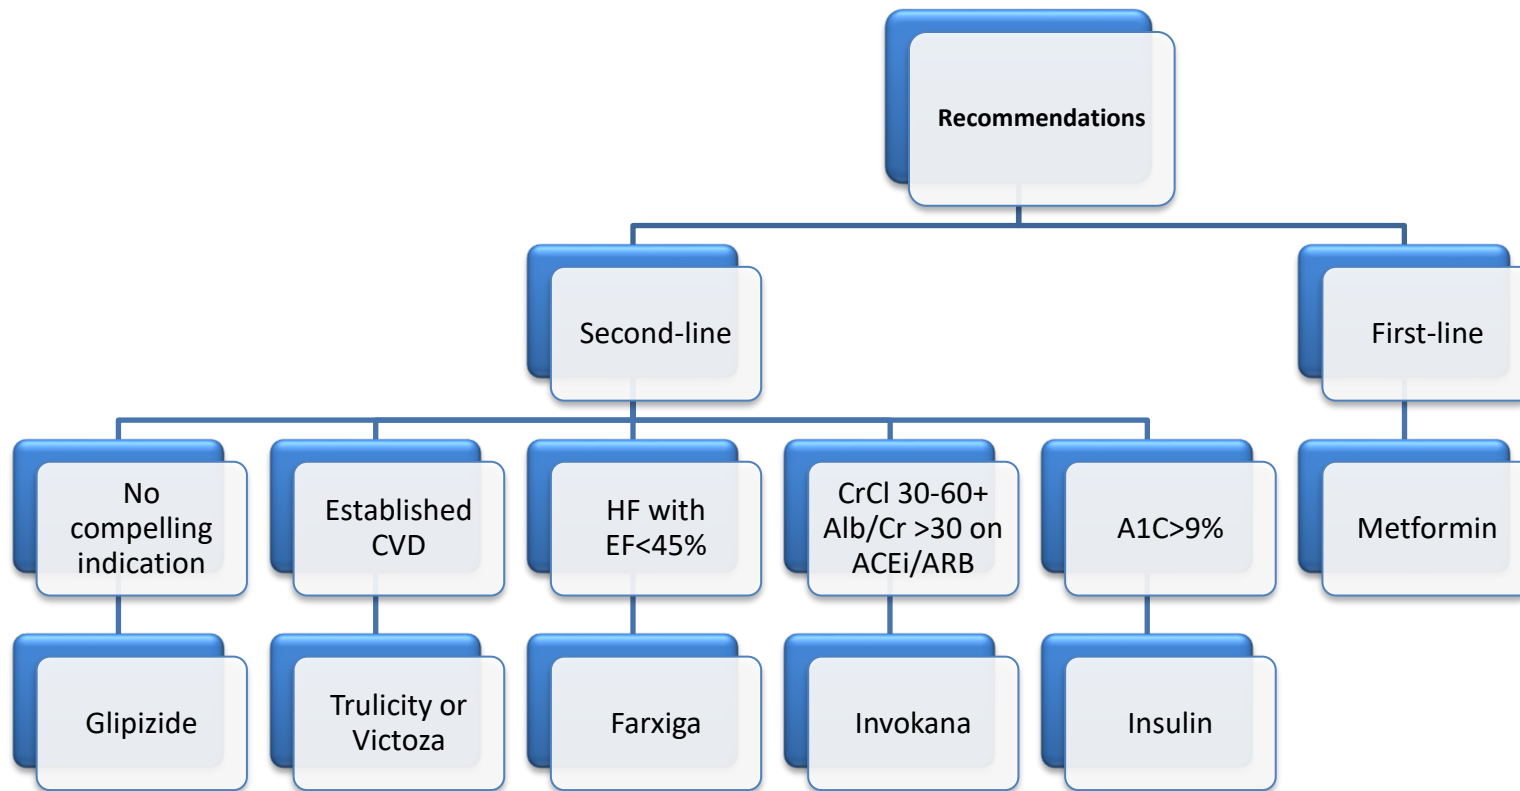 Recommendations
Second-line
First-line
No
compelling
indication
Established
CVD
HF with
EF<45%
CrCl 30-60+
Alb/Cr >30 on
ACEi/ARB
A1C>9%
Metformin
Glipizide
Trulicity or
Victoza
Farxiga
Invokana
Insulin